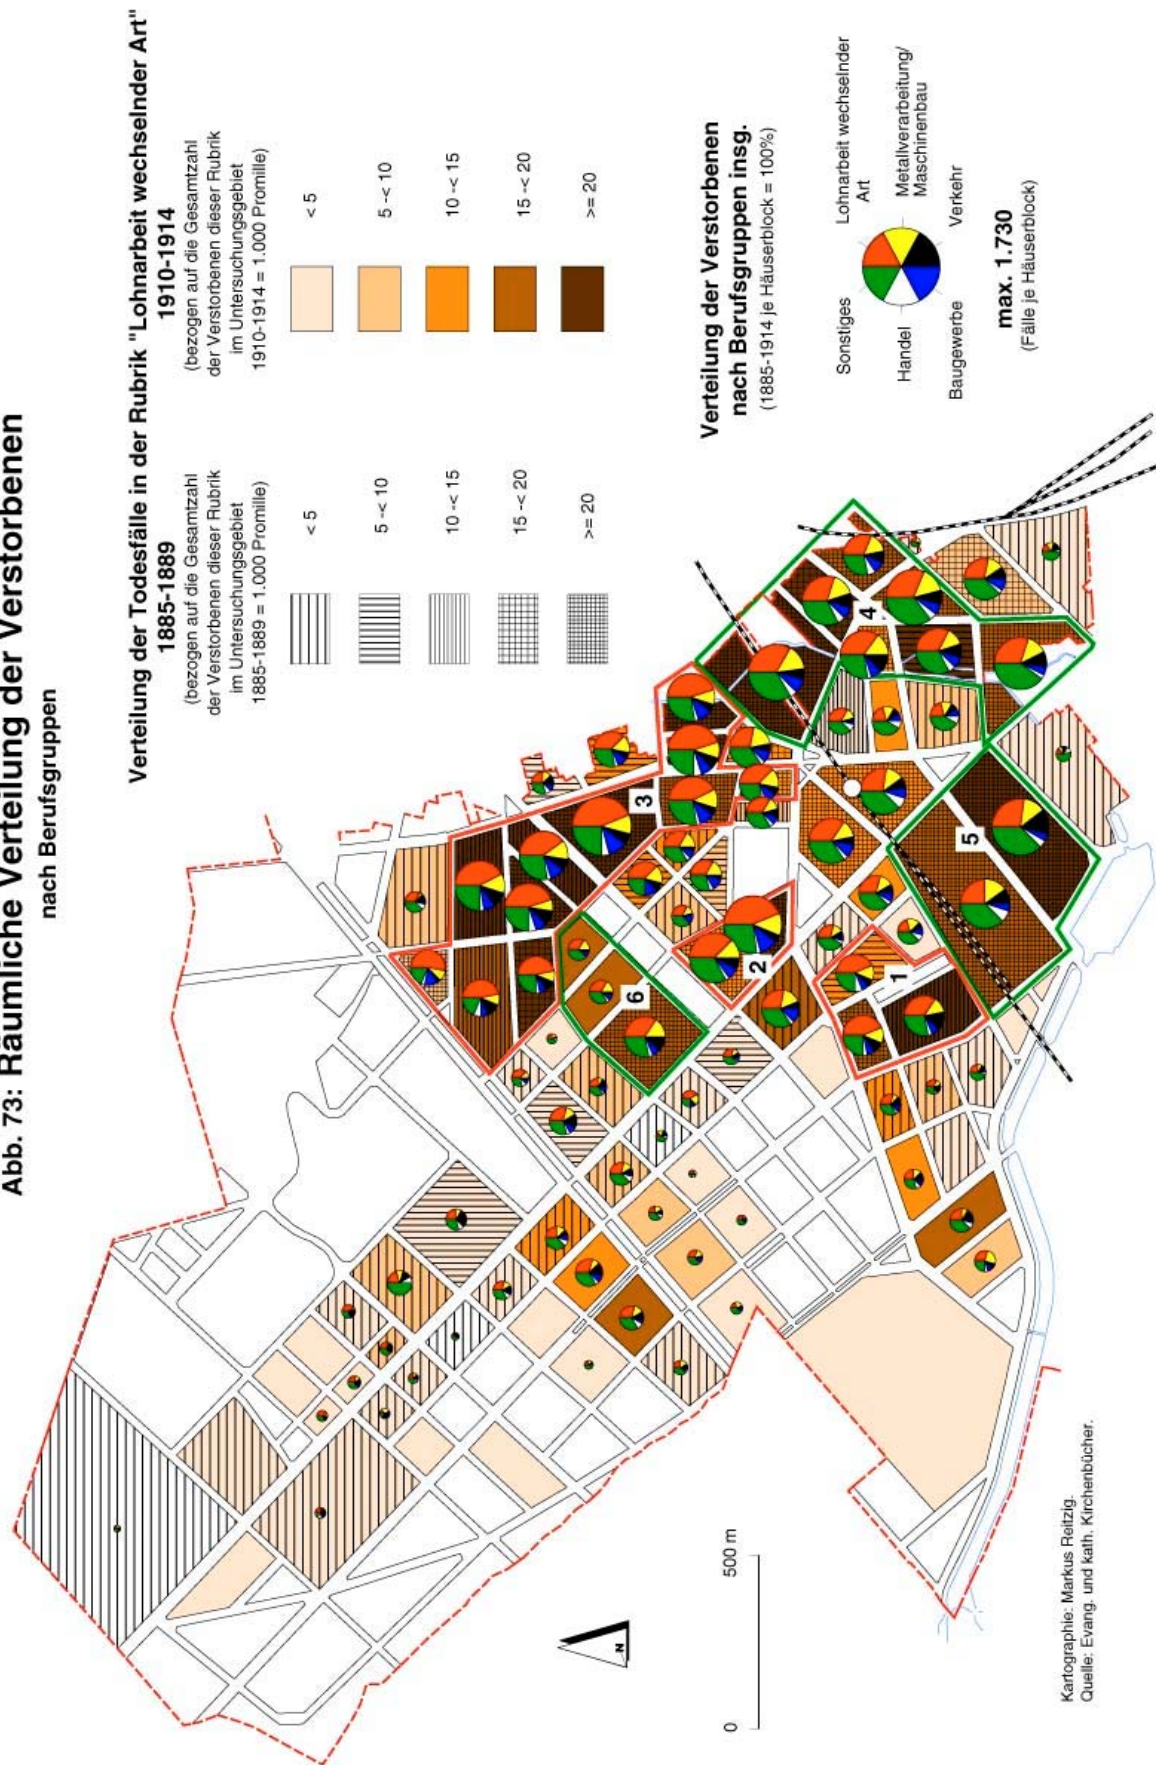 Abb. 73: Räumliche Verteilung der Verstorbenen
nach Berufsgruppen
Verteilung der Todesfälle in der Rubrik "Lohnarbeit wechselnder Art"
1885-1889
(bezogen auf die Gesamtzahl
der Verstorbenen dieser Rubrik
im Untersuchungsgebiet
1885-1889 = 1.000 Promille)
< 5
5 -< 10
10 -< 15
15 -< 20
>= 20
1910-1914
(bezogen auf die Gesamtzahl
der Verstorbenen dieser Rubrik
im Untersuchungsgebiet
1910-1914 = 1.000 Promille)
< 5
5 -< 10
10 -< 15
15 -< 20
>= 20
Verteilung der Verstorbenen
nach Berufsgruppen insg.
(1885-1914 je Häuserblock = 100%)
Sonstiges
Lohnarbeit wechselnder
Art
Handel
Metallverarbeitung/
Maschinenbau
Baugewerbe
Verkehr
max. 1.730
(Fälle je Häuserblock)
3
4
6
2
1
5
N
0
500 m
Kartographie: Markus Reitzig.
Quelle: Evang. und kath. Kirchenbücher.